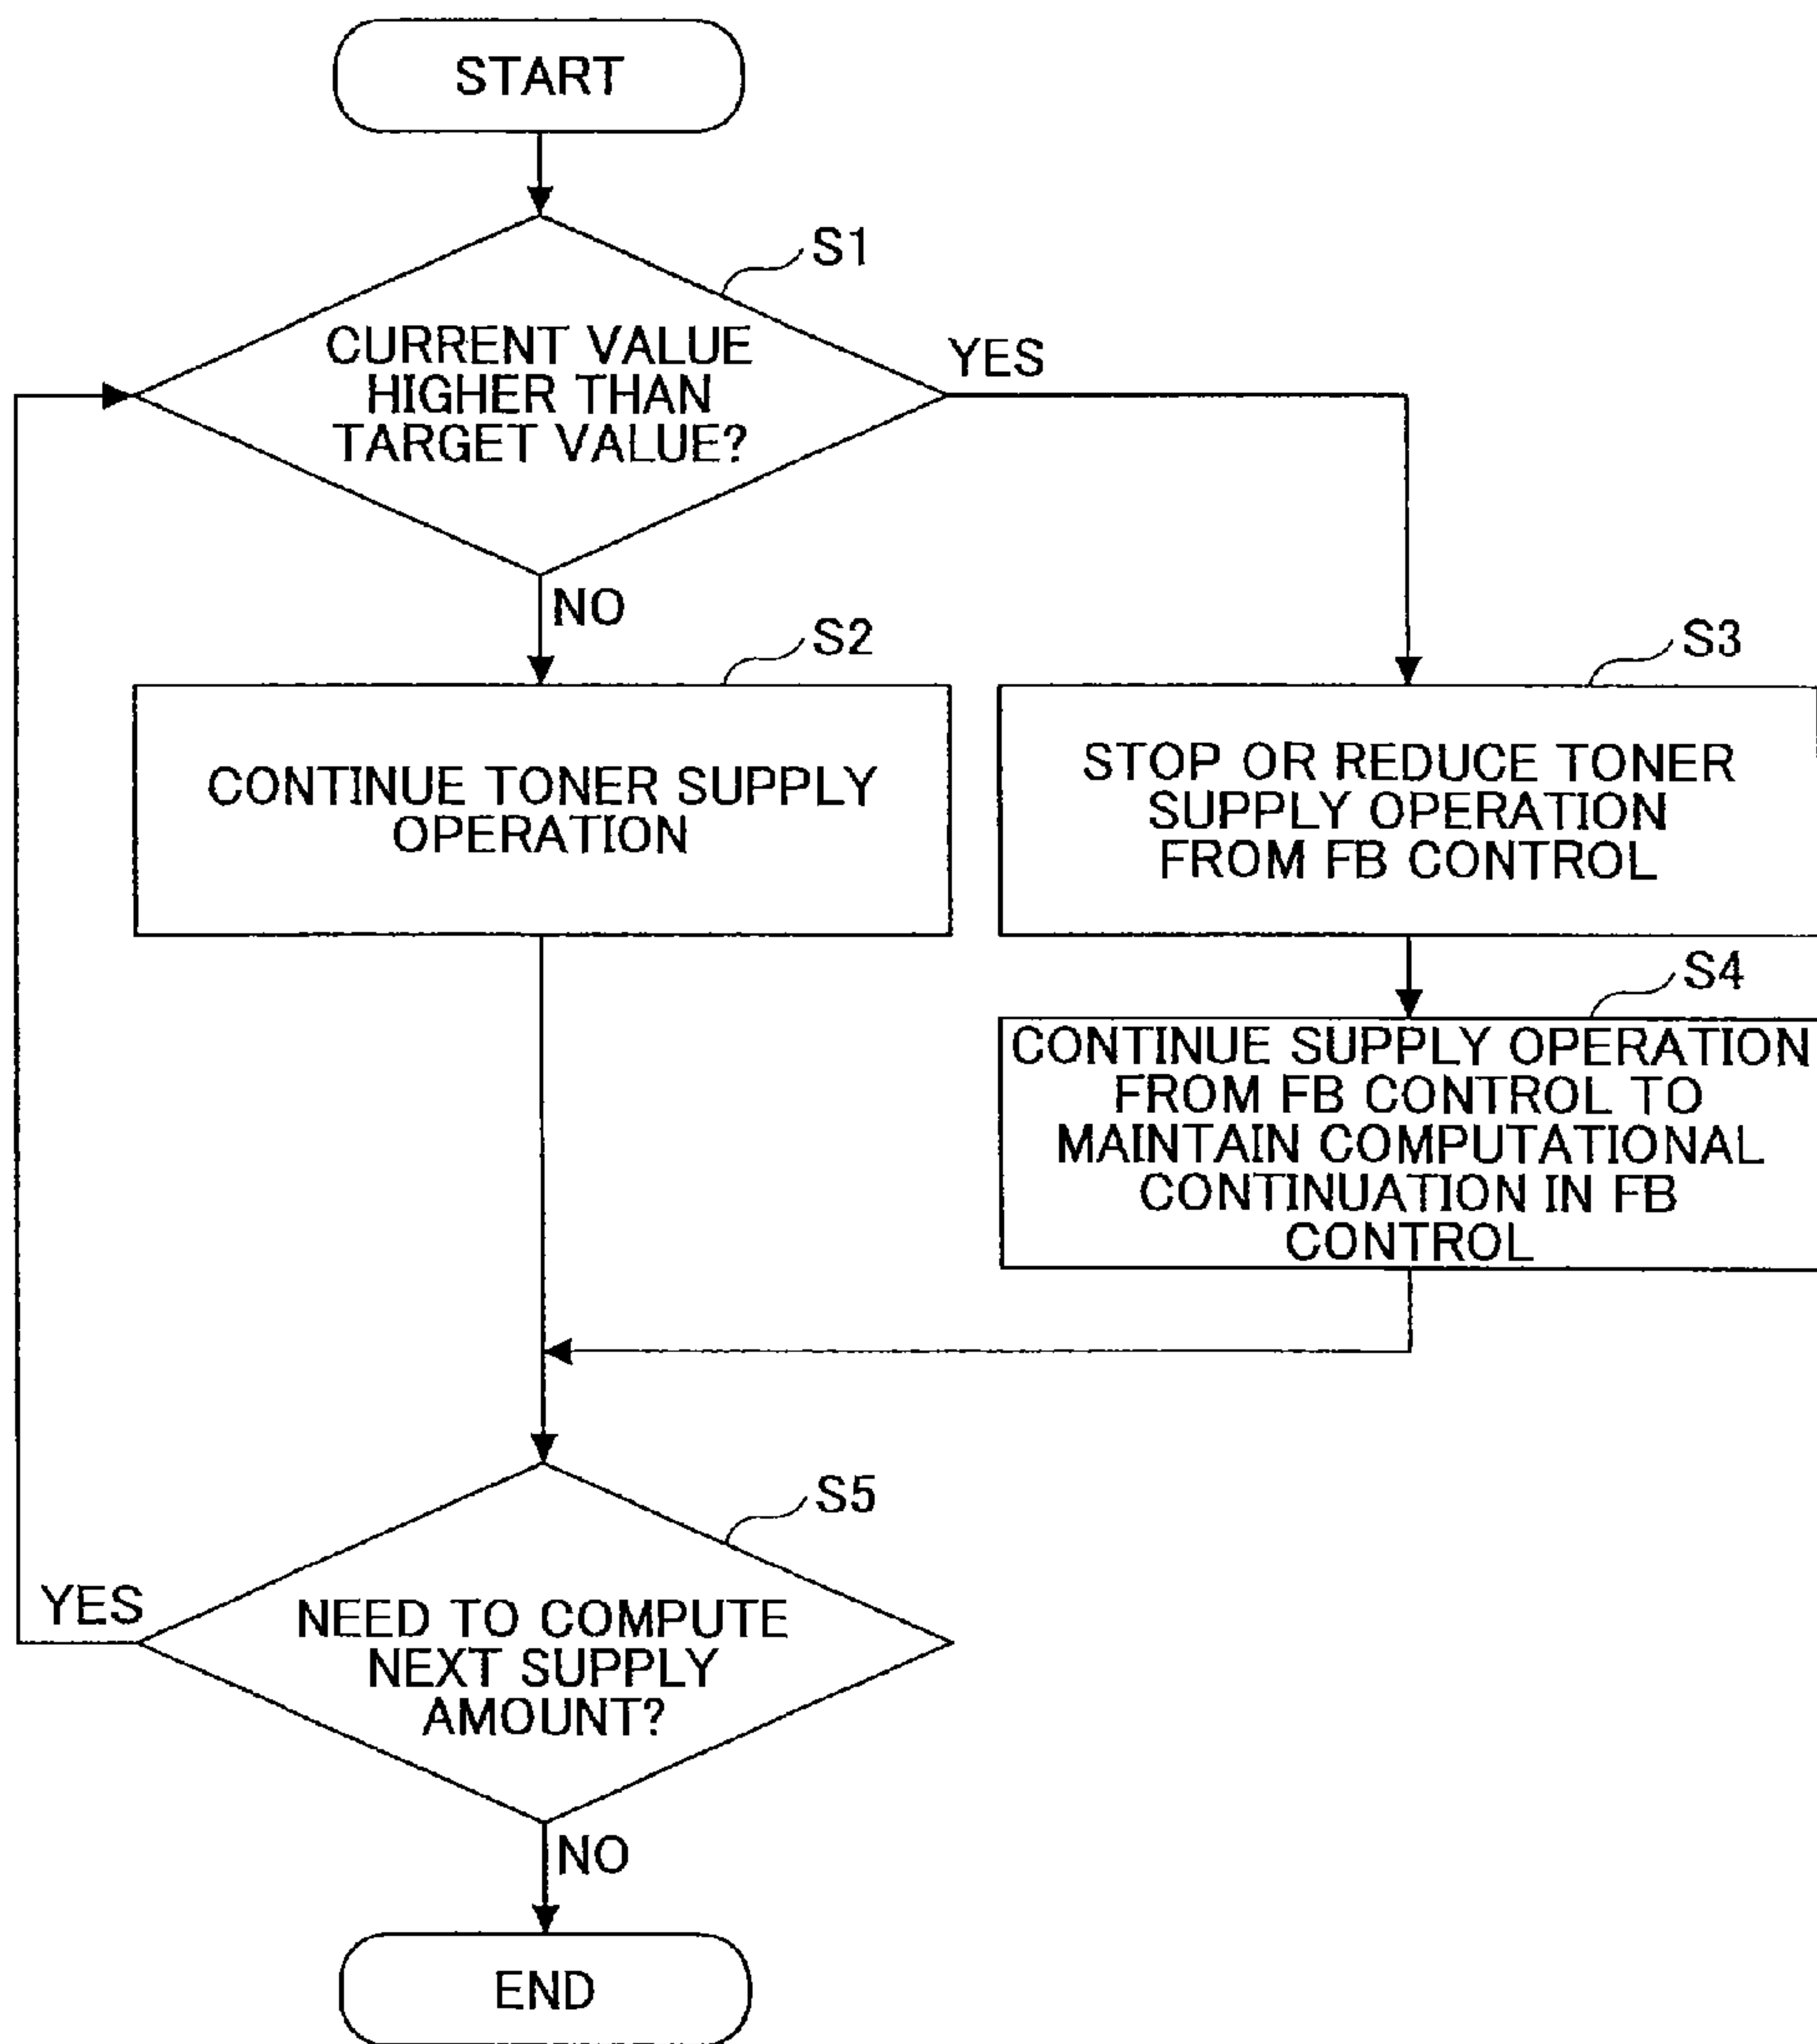 START
S1
CURRENT VALUE
HIGHER THAN
TARGET VALUE?
YES
NO
S2
CONTINUE TONER SUPPLY
OPERATION
S3
STOP OR REDUCE TONER
SUPPLY OPERATION
FROM FB CONTROL
S4
CONTINUE SUPPLY OPERATION
FROM FB CONTROL TO
MAINTAIN COMPUTATIONAL
CONTINUATION IN FB
CONTROL
S5
YES
NEED TO COMPUTE
NEXT SUPPLY
AMOUNT?
NO
END